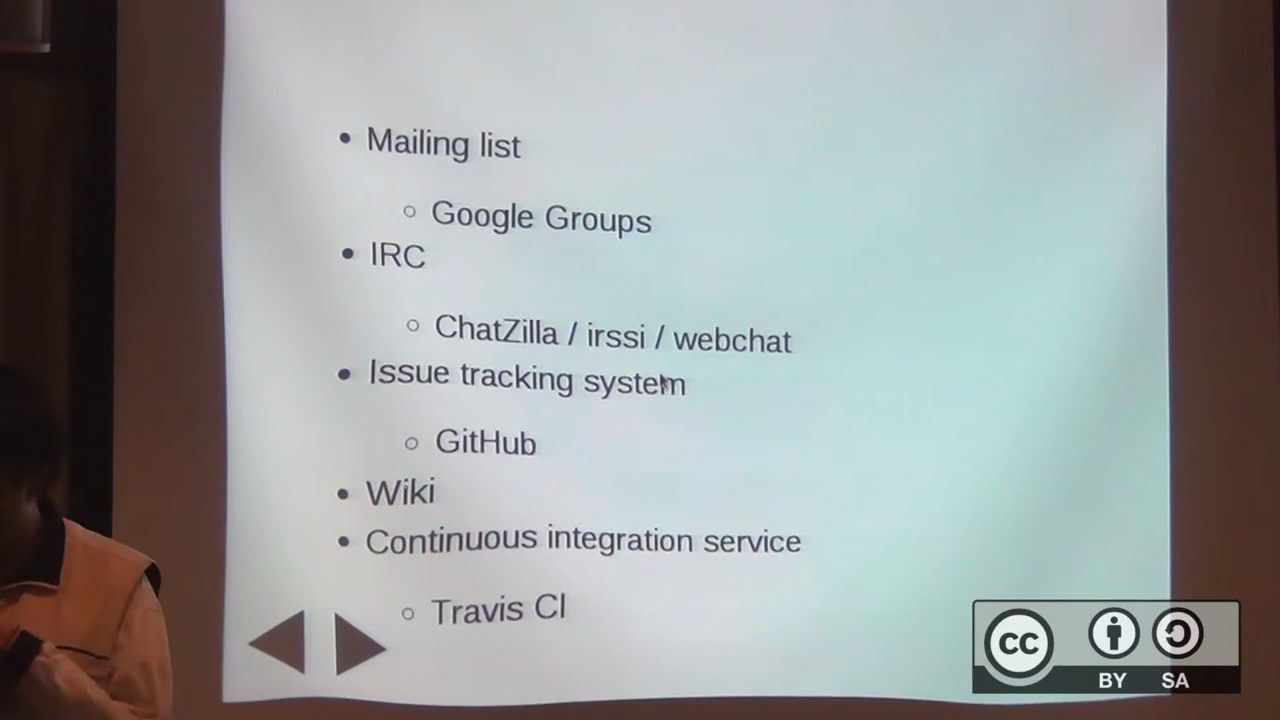 Mailing list
Google Groups
IRC
ChatZilla / irssi / webchat
Issue tracking system
GitHub
Wiki
Continuous integration service
Travis CI
cc
BY SA